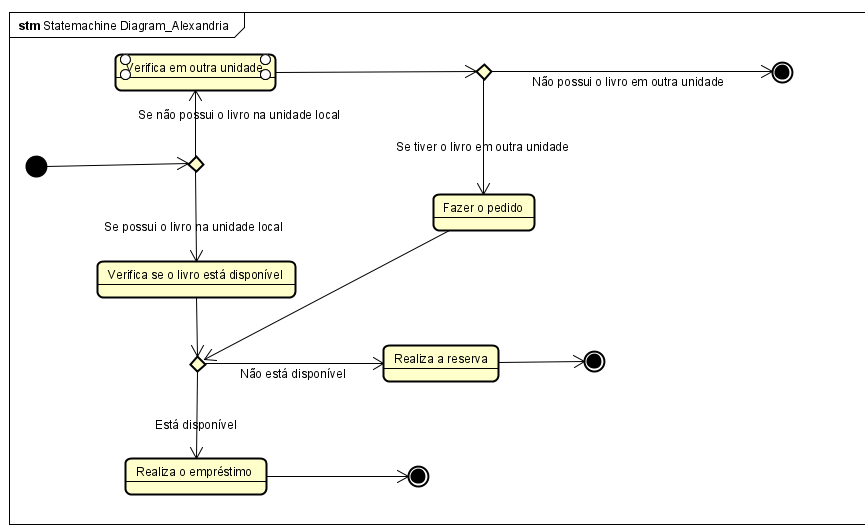 stm Statemachine Diagram_Alexandria
Verifica em outra unidade
Não possui o livro em outra unidade
Se não possui o livro na unidade local
Se tiver o livro em outra unidade
Fazer o pedido
Se possui o livro na unidade local
Verifica se o livro está disponível
Realiza a reserva
Não está disponível
Está disponível
Realiza o empréstimo